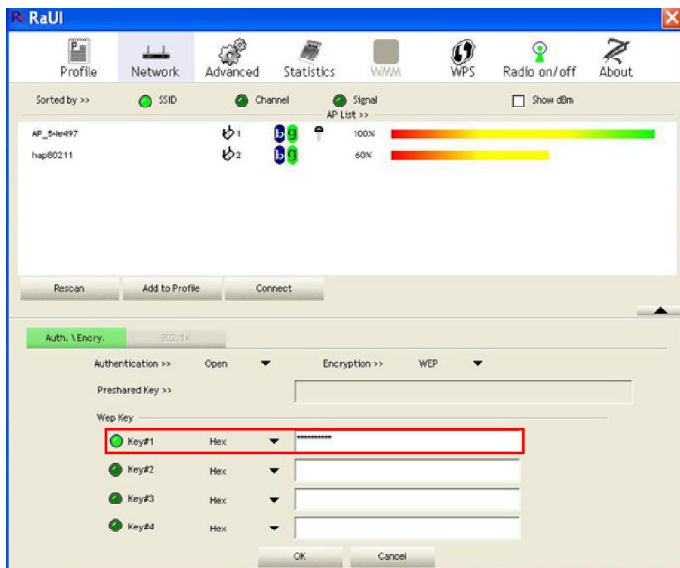 RaUI
Profile Network Advanced Statistics WMM WPS Radio on/off About
Sorted by >> SSID Channel Signal Show dBm
AP List >>
AP_54e497 1 b g 100%
hap80211 2 b g 60%
Rescan Add to Profile Connect
Auth. \ Encry. 802.1x
Authentication >> Open Encryption >> WEP
Preshared Key >>
Wep Key
Key#1 Hex **********
Key#2 Hex
Key#3 Hex
Key#4 Hex
OK Cancel